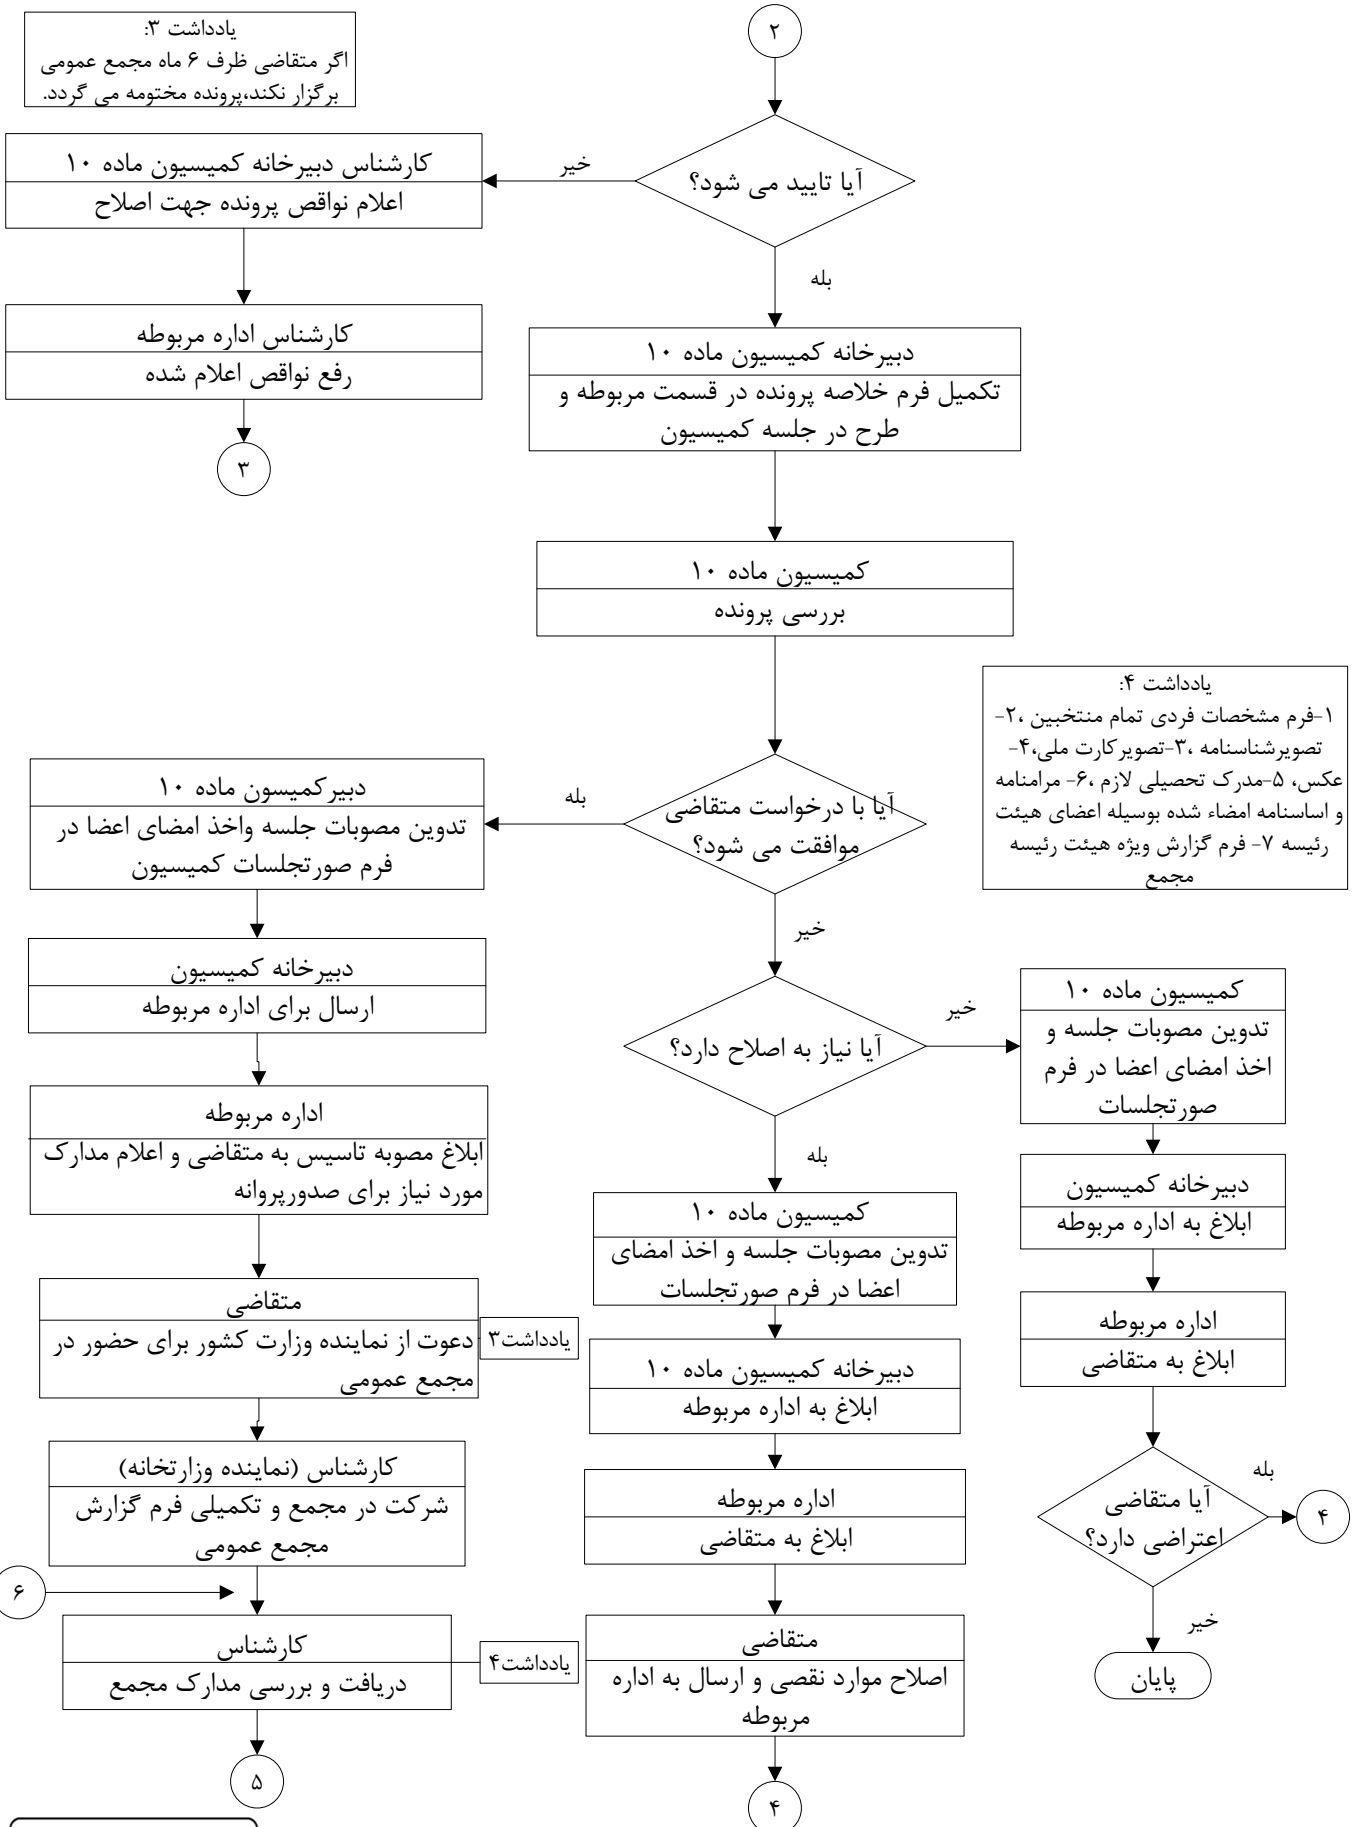 یادداشت ۳:
اگر متقاضی ظرف ۶ ماه مجمع عمومی
برگزار نکند،پرونده مختومه می گردد.
۲
آیا تایید می شود؟
خیر
بله
کارشناس دبیرخانه کمیسیون ماده ۱۰
اعلام نواقص پرونده جهت اصلاح
کارشناس اداره مربوطه
رفع نواقص اعلام شده
۳
دبیرخانه کمیسیون ماده ۱۰
تکمیل فرم خلاصه پرونده در قسمت مربوطه و
طرح در جلسه کمیسیون
کمیسیون ماده ۱۰
بررسی پرونده
یادداشت ۴:
۱-فرم مشخصات فردی تمام منتخبین ،۲-
تصویرشناسنامه ،۳-تصویرکارت ملی،۴-
عکس، ۵-مدرک تحصیلی لازم ،۶- مرامنامه
و اساسنامه امضاء شده بوسیله اعضای هیئت
رئیسه ۷- فرم گزارش ویژه هیئت رئیسه
مجمع
آیا با درخواست متقاضی
موافقت می شود؟
بله
خیر
دبیرکمیسون ماده ۱۰
تدوین مصوبات جلسه واخذ امضای اعضا در
فرم صورتجلسات کمیسیون
دبیرخانه کمیسیون
ارسال برای اداره مربوطه
اداره مربوطه
ابلاغ مصوبه تاسیس به متقاضی و اعلام مدارک
مورد نیاز برای صدورپروانه
متقاضی
دعوت از نماینده وزارت کشور برای حضور در
مجمع عمومی
یادداشت۳
کارشناس (نماینده وزارتخانه)
شرکت در مجمع و تکمیلی فرم گزارش
مجمع عمومی
۶
کارشناس
دریافت و بررسی مدارک مجمع
یادداشت۴
۵
آیا نیاز به اصلاح دارد؟
خیر
بله
کمیسیون ماده ۱۰
تدوین مصوبات جلسه و اخذ امضای
اعضا در فرم صورتجلسات
دبیرخانه کمیسیون ماده ۱۰
ابلاغ به اداره مربوطه
اداره مربوطه
ابلاغ به متقاضی
متقاضی
اصلاح موارد نقصی و ارسال به اداره
مربوطه
۴
کمیسیون ماده ۱۰
تدوین مصوبات جلسه و
اخذ امضای اعضا در فرم
صورتجلسات
دبیرخانه کمیسیون
ابلاغ به اداره مربوطه
اداره مربوطه
ابلاغ به متقاضی
آیا متقاضی
اعتراضی دارد؟
بله
۴
خیر
پایان